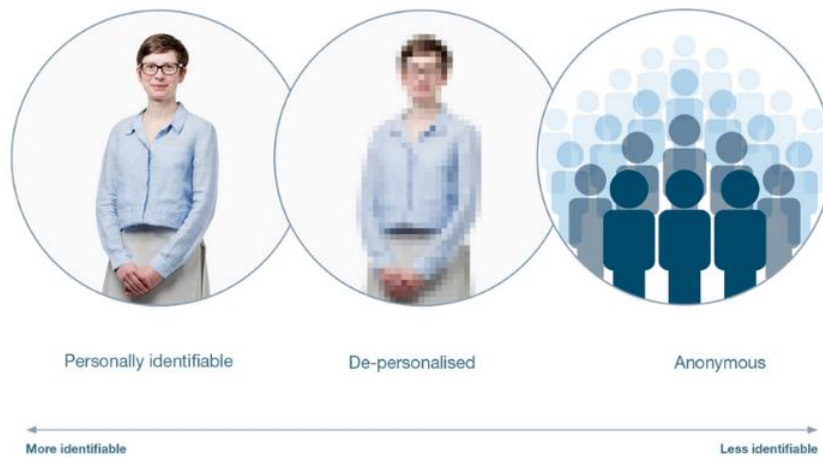 Personally identifiable
De-personalised
Anonymous
More identifiable
Less identifiable